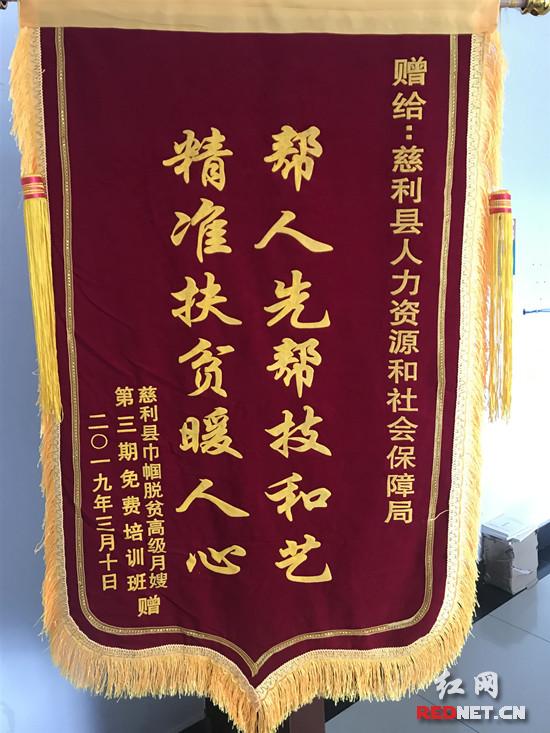 赠给：慈利县人力资源和社会保障局
帮人先帮技和艺
精准扶贫暖人心
慈利县巾帼脱贫高级月嫂
第三期免费培训班 赠
二〇一九年三月十日
红网
REDNET.CN